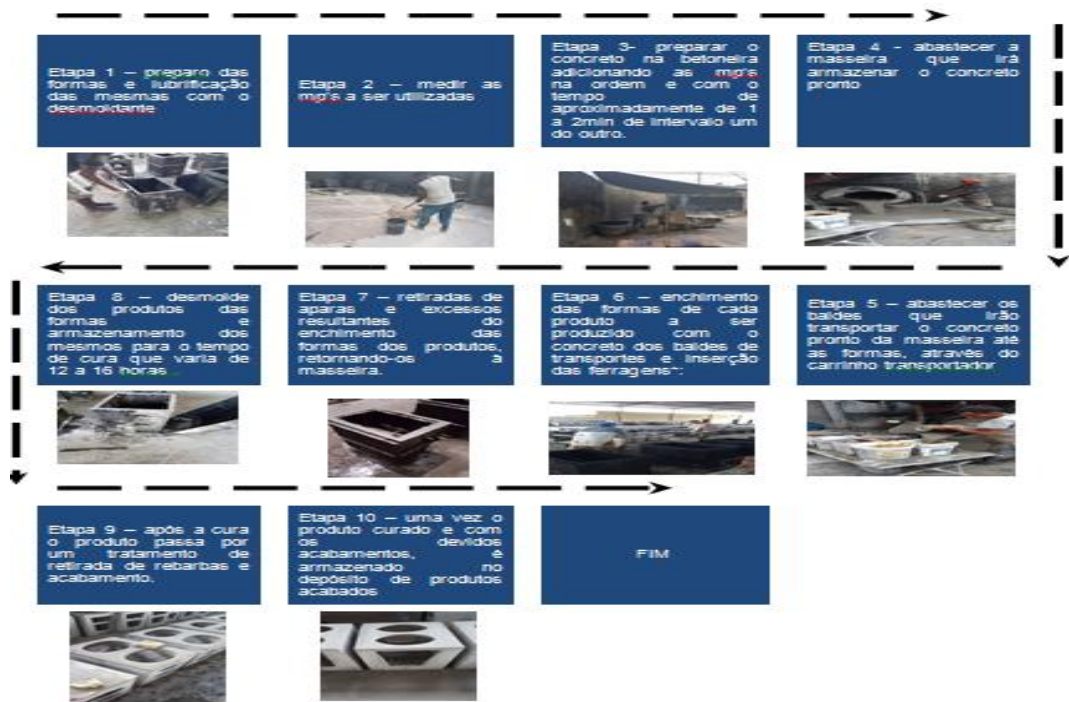 Etapa 1 – preparo das
formas e lubrificação
das mesmas com o
desmoldante
Etapa 2 – medir as
mp's a ser utilizadas
Etapa 3- preparar o
concreto na betoneira
adicionando as mp's
na ordem e com o
tempo de
aproximadamente de 1
a 2min de intervalo um
do outro.
Etapa 4 - abastecer a
masseira que irá
armazenar o concreto
pronto
Etapa 5 – abastecer os
baldes que irão
transportar o concreto
pronto da masseira até
as formas, através do
carrinho transportador
Etapa 6 – enchimento
das formas de cada
produto a ser
produzido com o
concreto dos baldes de
transportes e inserção
das ferragens*:
Etapa 7 – retiradas de
aparas e excessos
resultantes do
enchimento das
formas dos produtos,
retornando-os à
masseira.
Etapa 8 – desmolde
dos produtos das
formas e
armazenamento dos
mesmos para o tempo
de cura que varia de
12 a 16 horas
Etapa 9 – após a cura
o produto passa por
um tratamento de
retirada de rebarbas e
acabamento.
Etapa 10 – uma vez o
produto curado e com
os devidos
acabamentos, é
armazenado no
depósito de produtos
acabados
FIM